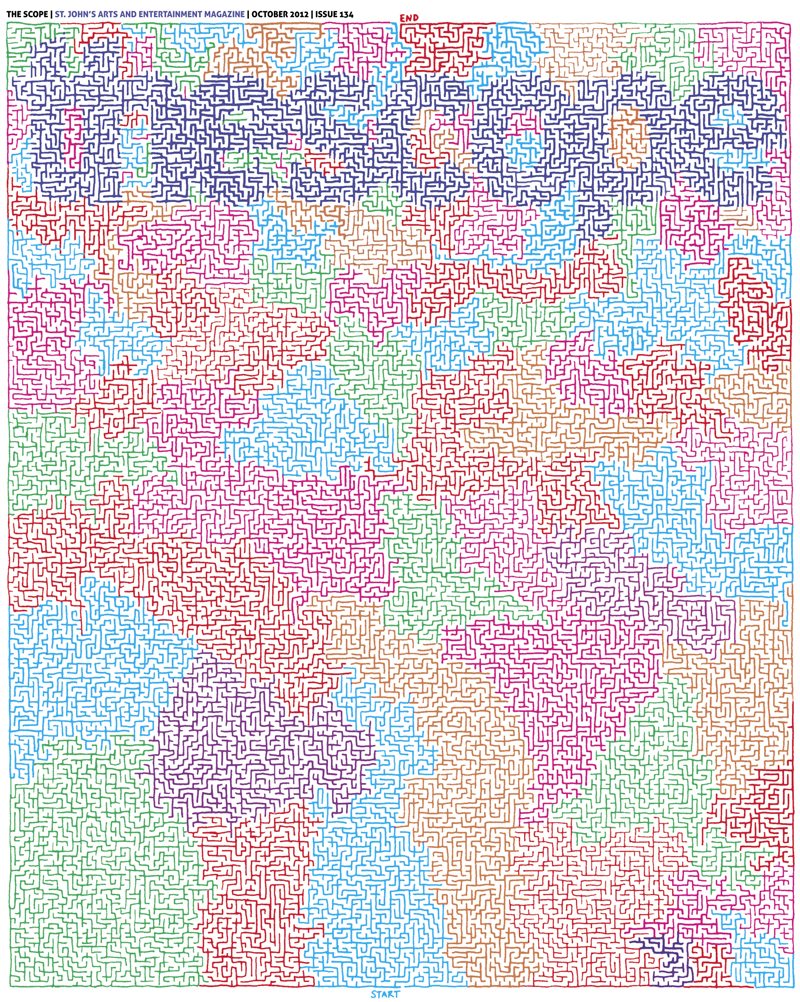 THE SCOPE | ST. JOHN'S ARTS AND ENTERTAINMENT MAGAZINE | OCTOBER 2012 | ISSUE 134
END
START